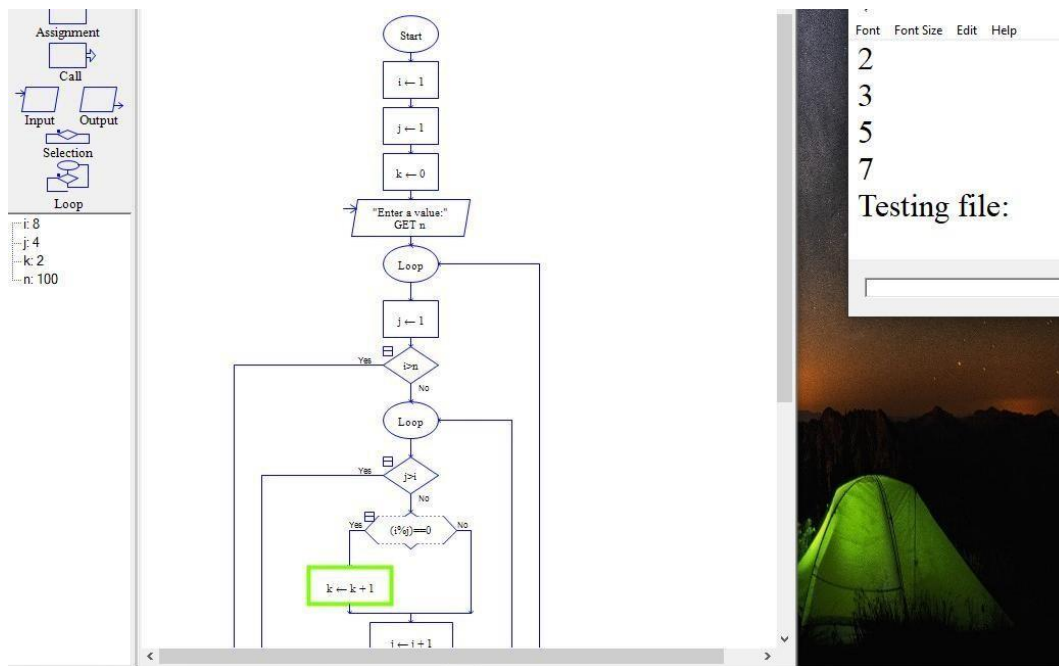 Assignment
Call
Input Output
Selection
Loop
i: 8
j: 4
k: 2
n: 100
Start
i ← 1
j ← 1
k ← 0
"Enter a value:"
GET n
Loop
j ← 1
Yes i>n
No
Loop
Yes j>i
No
Yes (i%j)==0 No
k ← k + 1
Font Font Size Edit Help
2
3
5
7
Testing file: